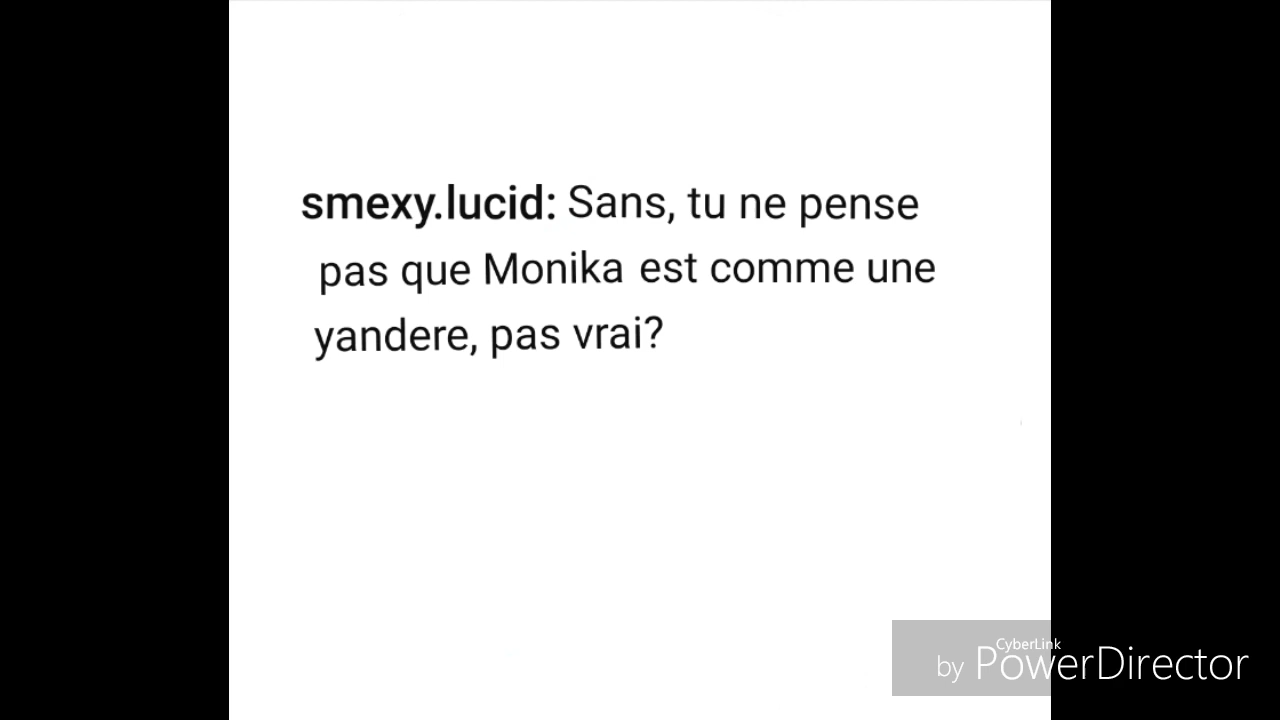 smexy.lucid: Sans, tu ne pense
pas que Monika est comme une
yandere, pas vrai?
CyberLink
by PowerDirector